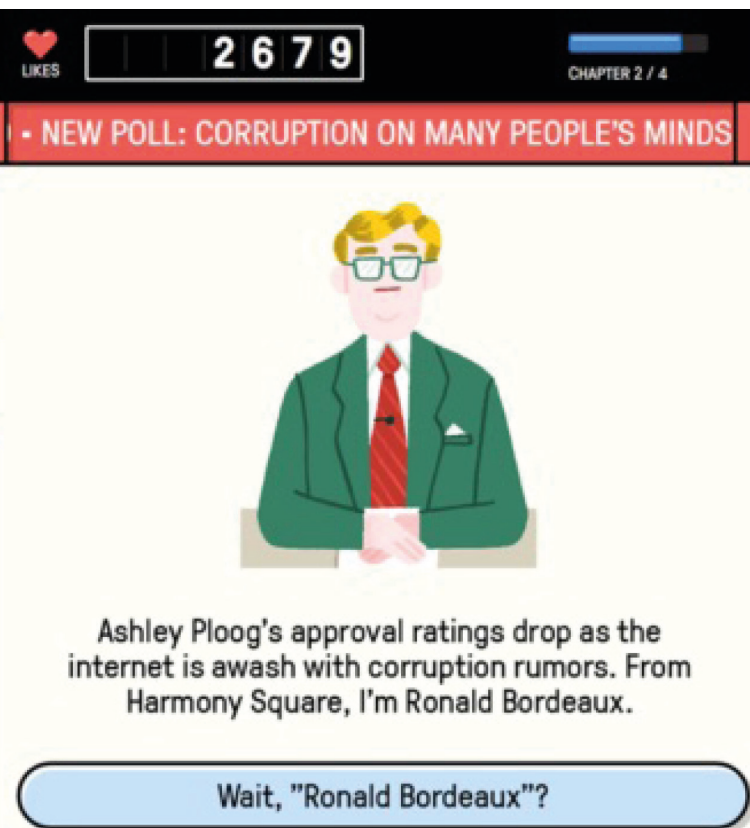 2679
LIKES
CHAPTER 2 / 4
• NEW POLL: CORRUPTION ON MANY PEOPLE'S MINDS
Ashley Ploog's approval ratings drop as the
internet is awash with corruption rumors. From
Harmony Square, I'm Ronald Bordeaux.
Wait, "Ronald Bordeaux"?